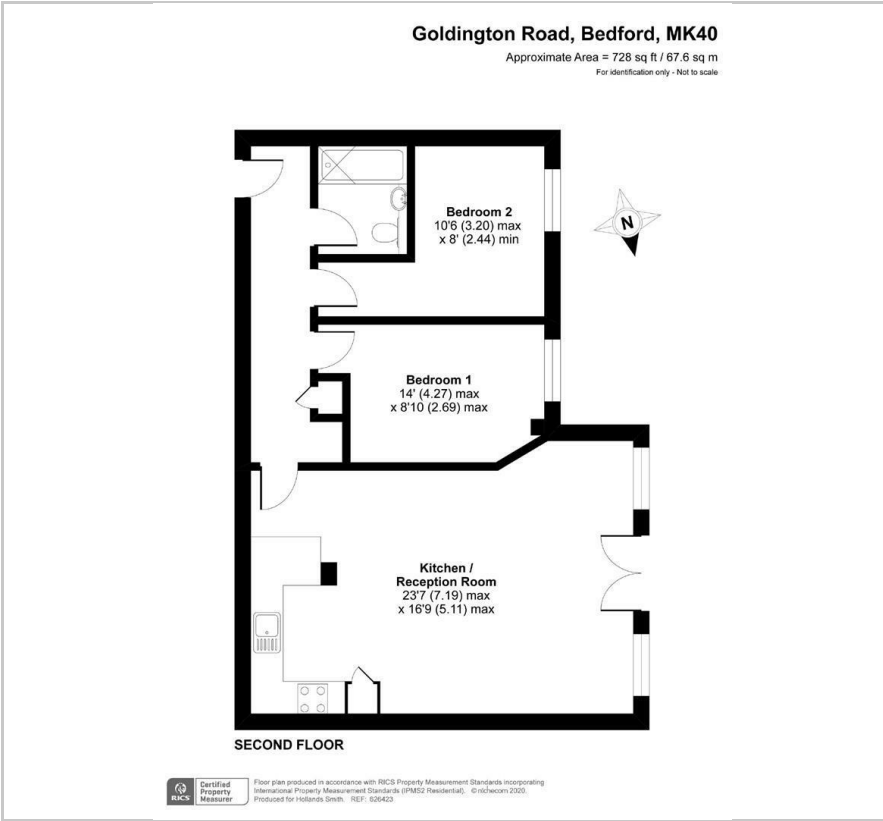 Goldington Road, Bedford, MK40
Approximate Area = 728 sq ft / 67.6 sq m
For identification only - Not to scale
Bedroom 2
10'6 (3.20) max
x 8' (2.44) min
N
Bedroom 1
14' (4.27) max
x 8'10 (2.69) max
Kitchen /
Reception Room
23'7 (7.19) max
x 16'9 (5.11) max
SECOND FLOOR
RICS
Certified
Property
Measurer
Floor plan produced in accordance with RICS Property Measurement Standards incorporating
International Property Measurement Standards (IPMS2 Residential). © nichecom 2020.
Produced for Hollands Smith. REF: 626423